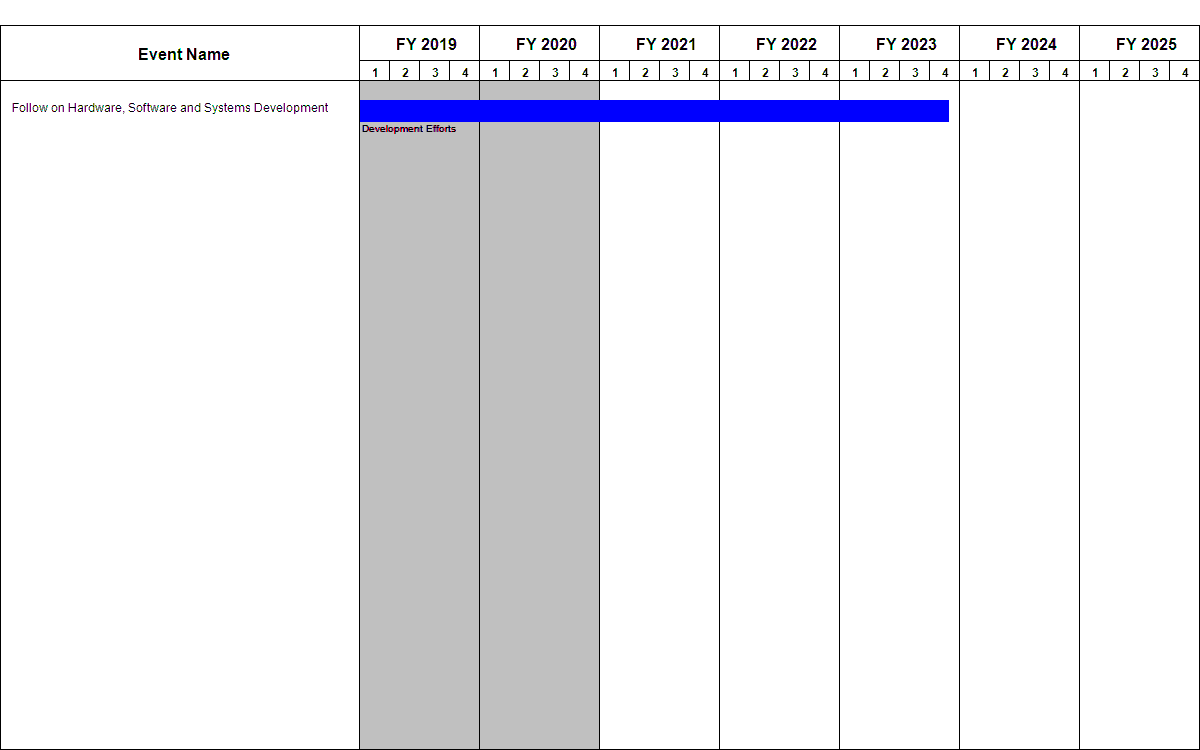 Event Name
FY 2019 FY 2020 FY 2021 FY 2022 FY 2023 FY 2024 FY 2025
1 2 3 4 1 2 3 4 1 2 3 4 1 2 3 4 1 2 3 4 1 2 3 4 1 2 3 4
Follow on Hardware, Software and Systems Development
Development Efforts